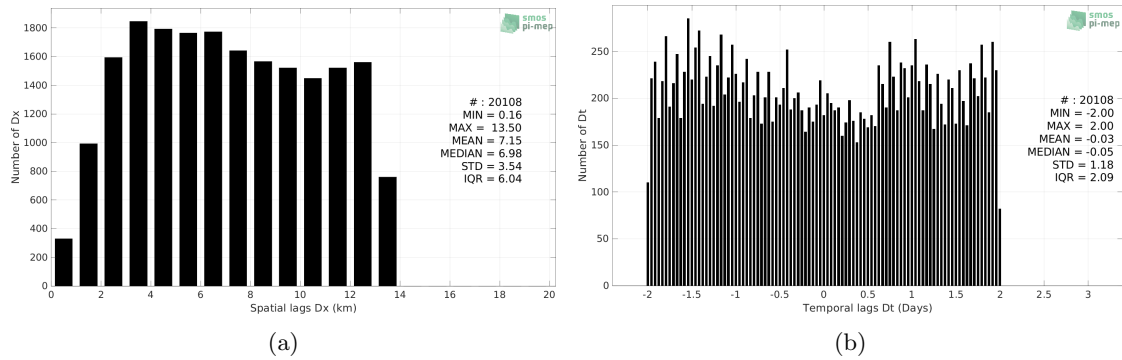 1800
1600
1400
1200
1000
800
600
400
200
0
Number of Dx
smos
pi-mep
# : 20108
MIN = 0.16
MAX = 13.50
MEAN = 7.15
MEDIAN = 6.98
STD = 3.54
IQR = 6.04
0 2 4 6 8 10 12 14 16 18 20
Spatial lags Dx (km)
(a)
250
200
150
100
50
0
Number of Dt
smos
pi-mep
# : 20108
MIN = -2.00
MAX = 2.00
MEAN = -0.03
MEDIAN = -0.05
STD = 1.18
IQR = 2.09
-2 -1.5 -1 -0.5 0 0.5 1 1.5 2 2.5 3
Temporal lags Dt (Days)
(b)